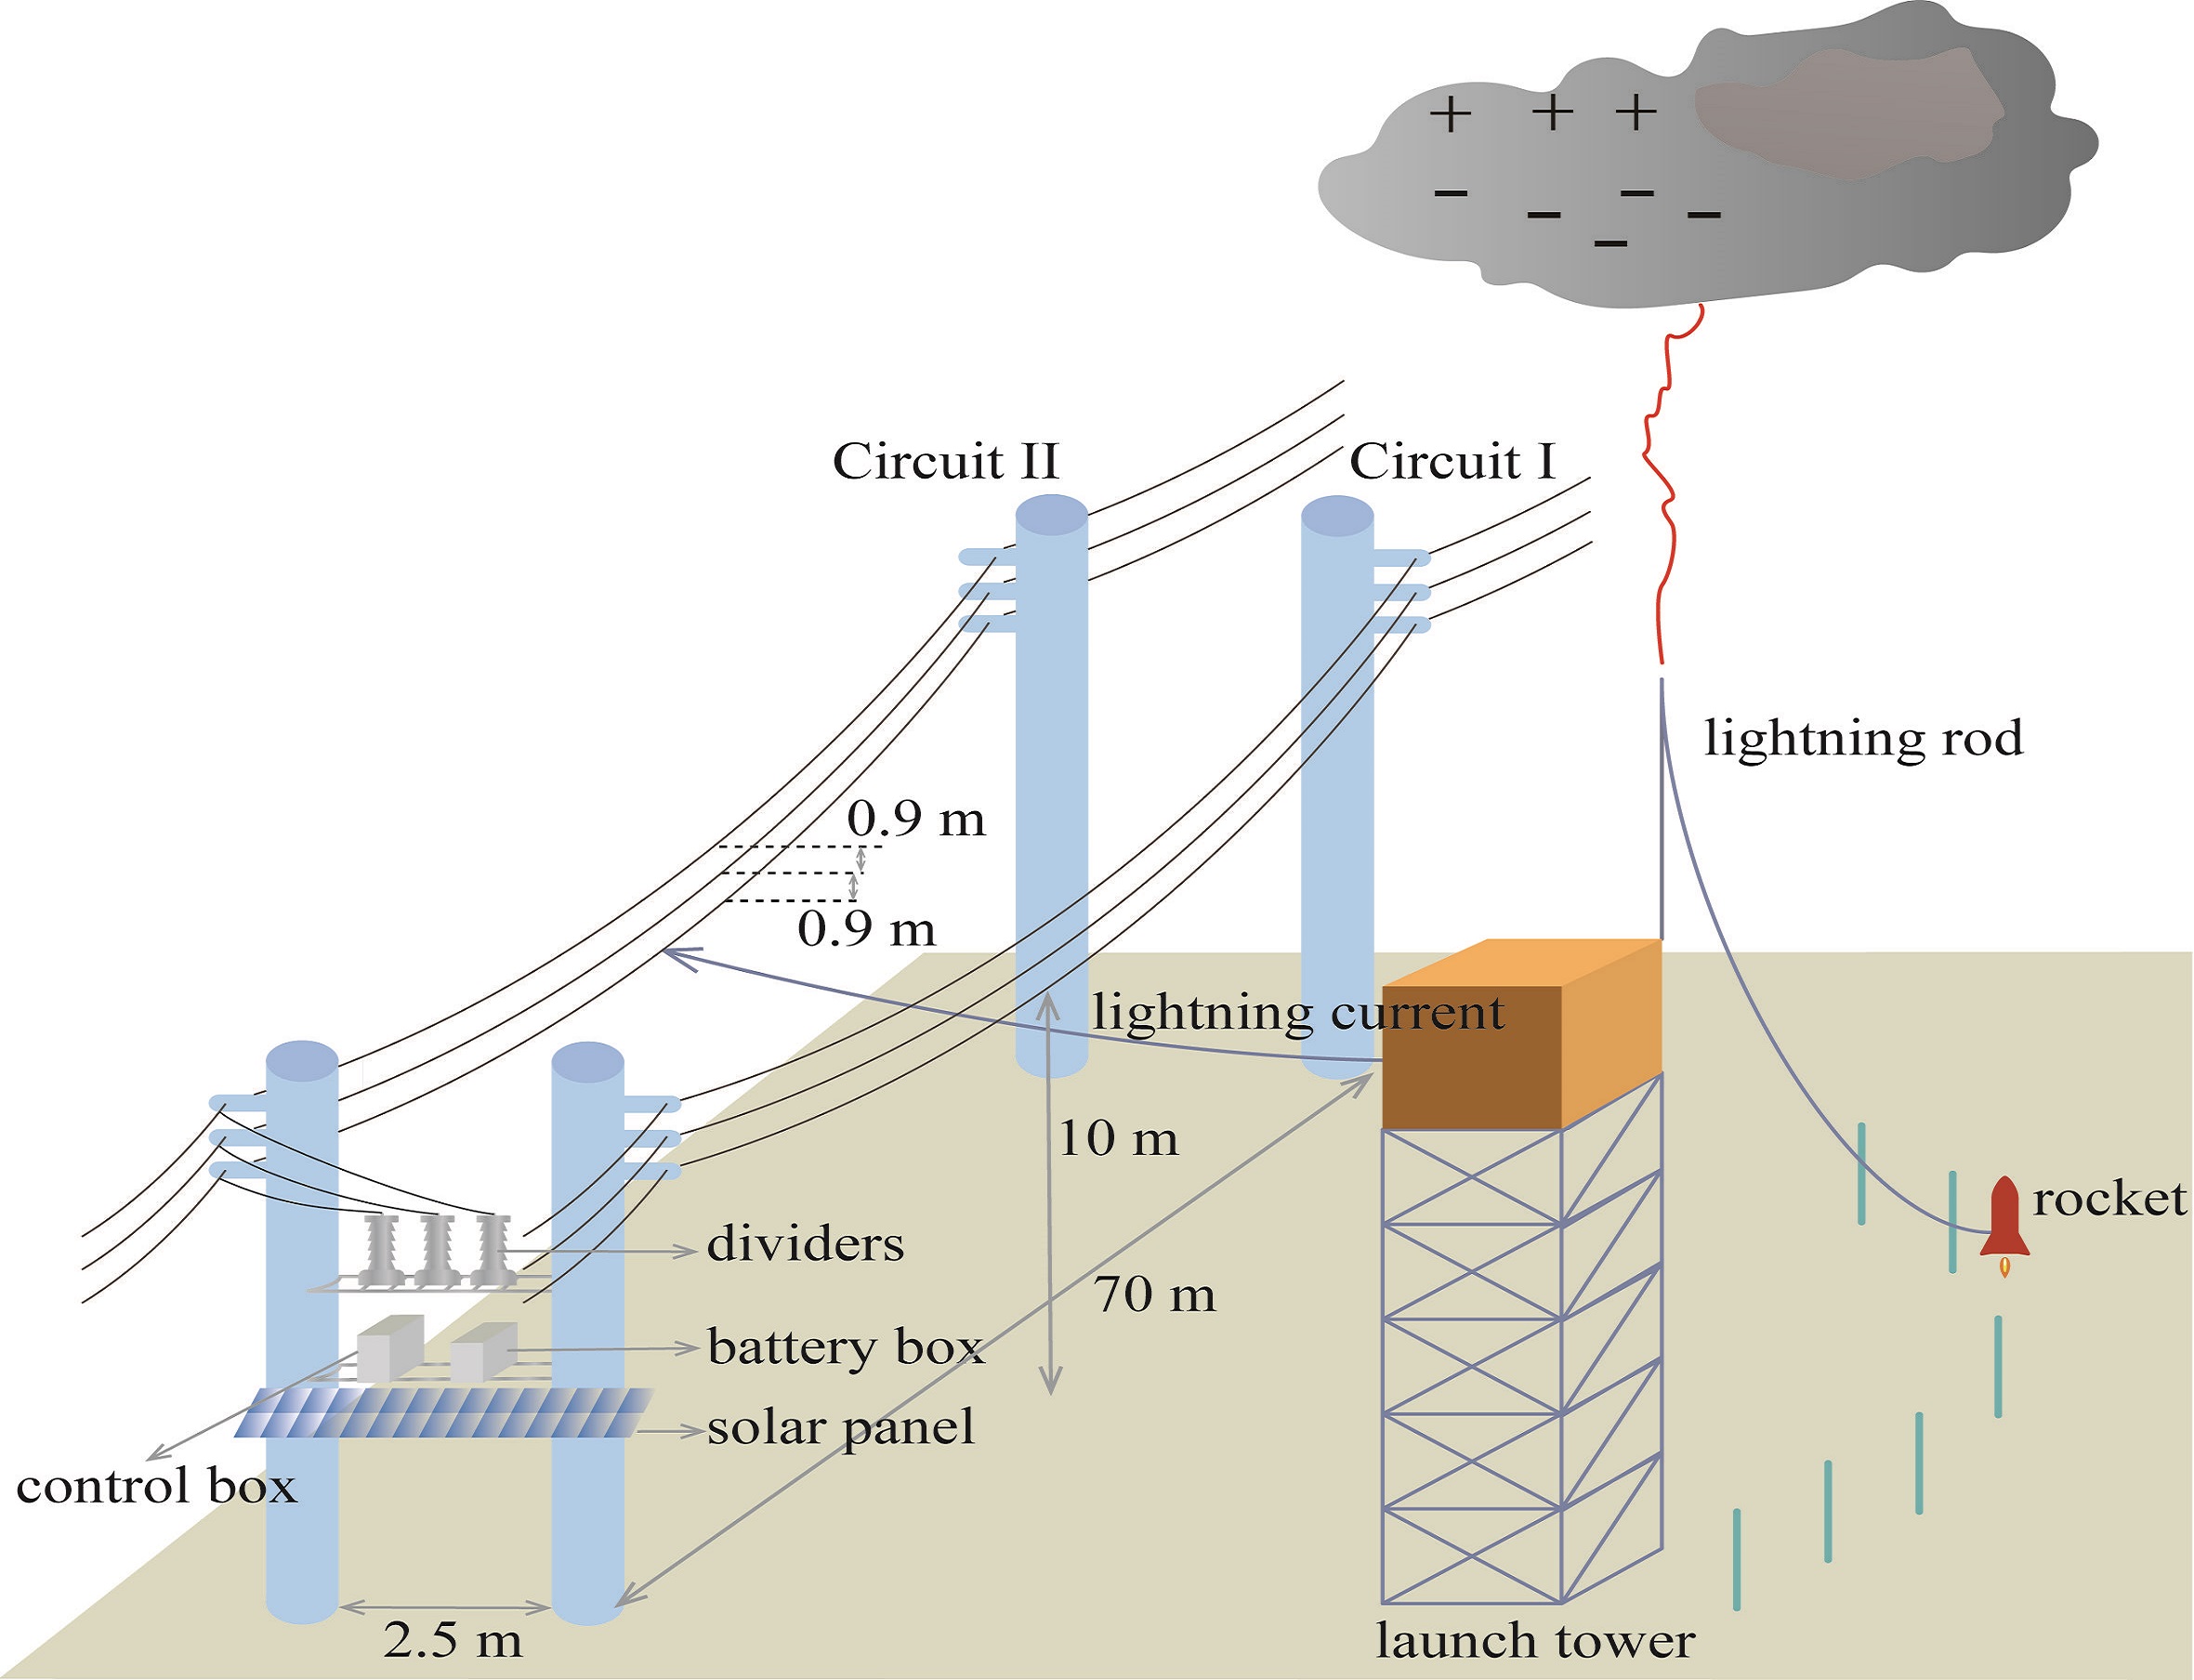 + + +
− − − − −
Circuit II
Circuit I
lightning rod
0.9 m
0.9 m
lightning current
10 m
rocket
dividers
70 m
battery box
solar panel
control box
2.5 m
launch tower